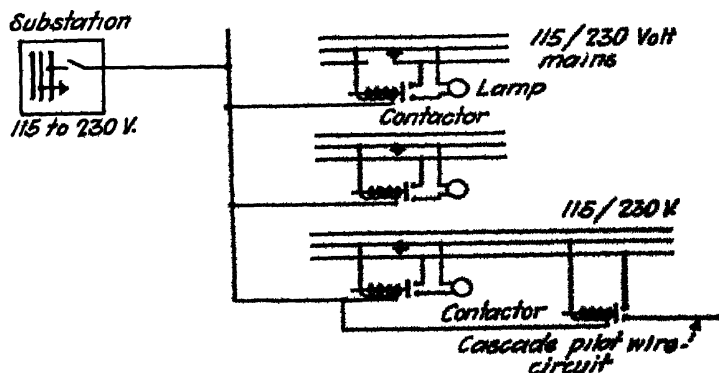 Substation
115 to 230 V.
115/230 Volt
mains
Lamp
Contactor
115/230 V.
Contactor
Cascade pilot wire
circuit